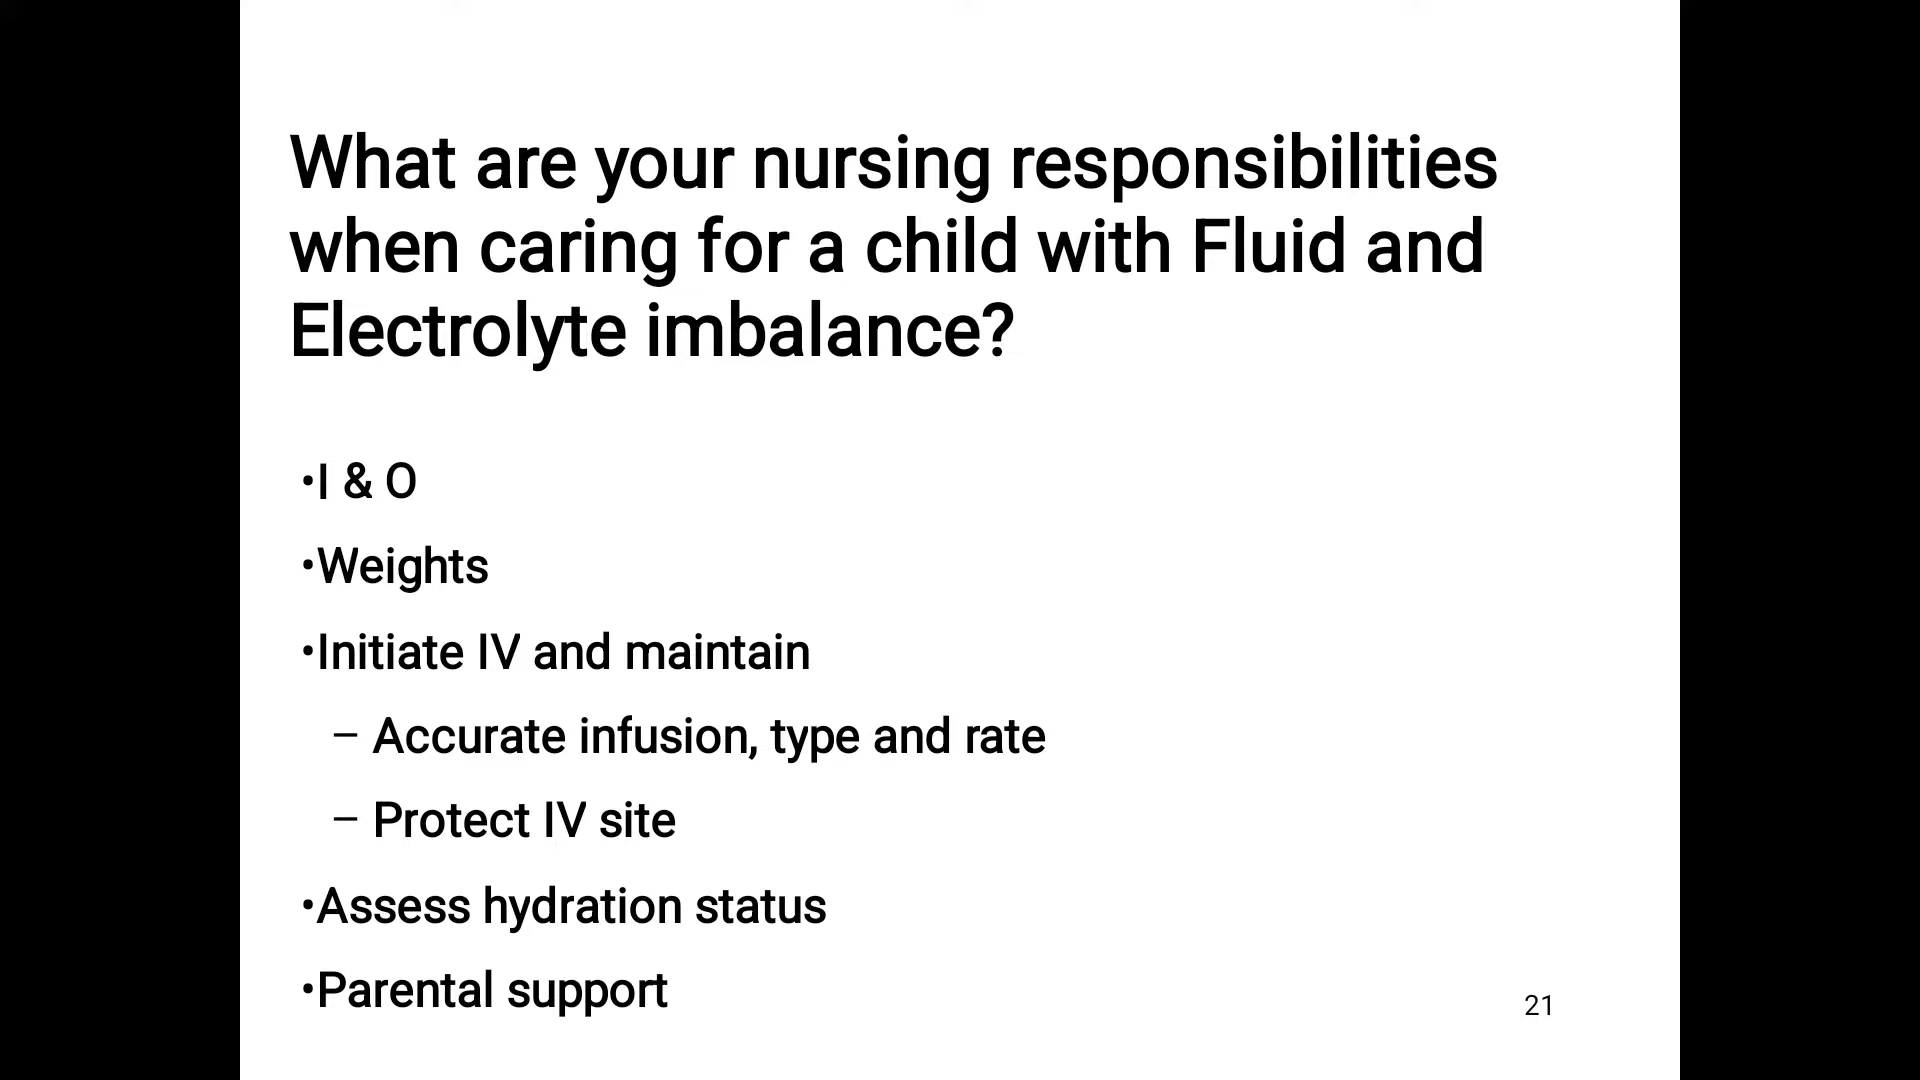 What are your nursing responsibilities
when caring for a child with Fluid and
Electrolyte imbalance?
•I & O
•Weights
•Initiate IV and maintain
– Accurate infusion, type and rate
– Protect IV site
•Assess hydration status
•Parental support
21